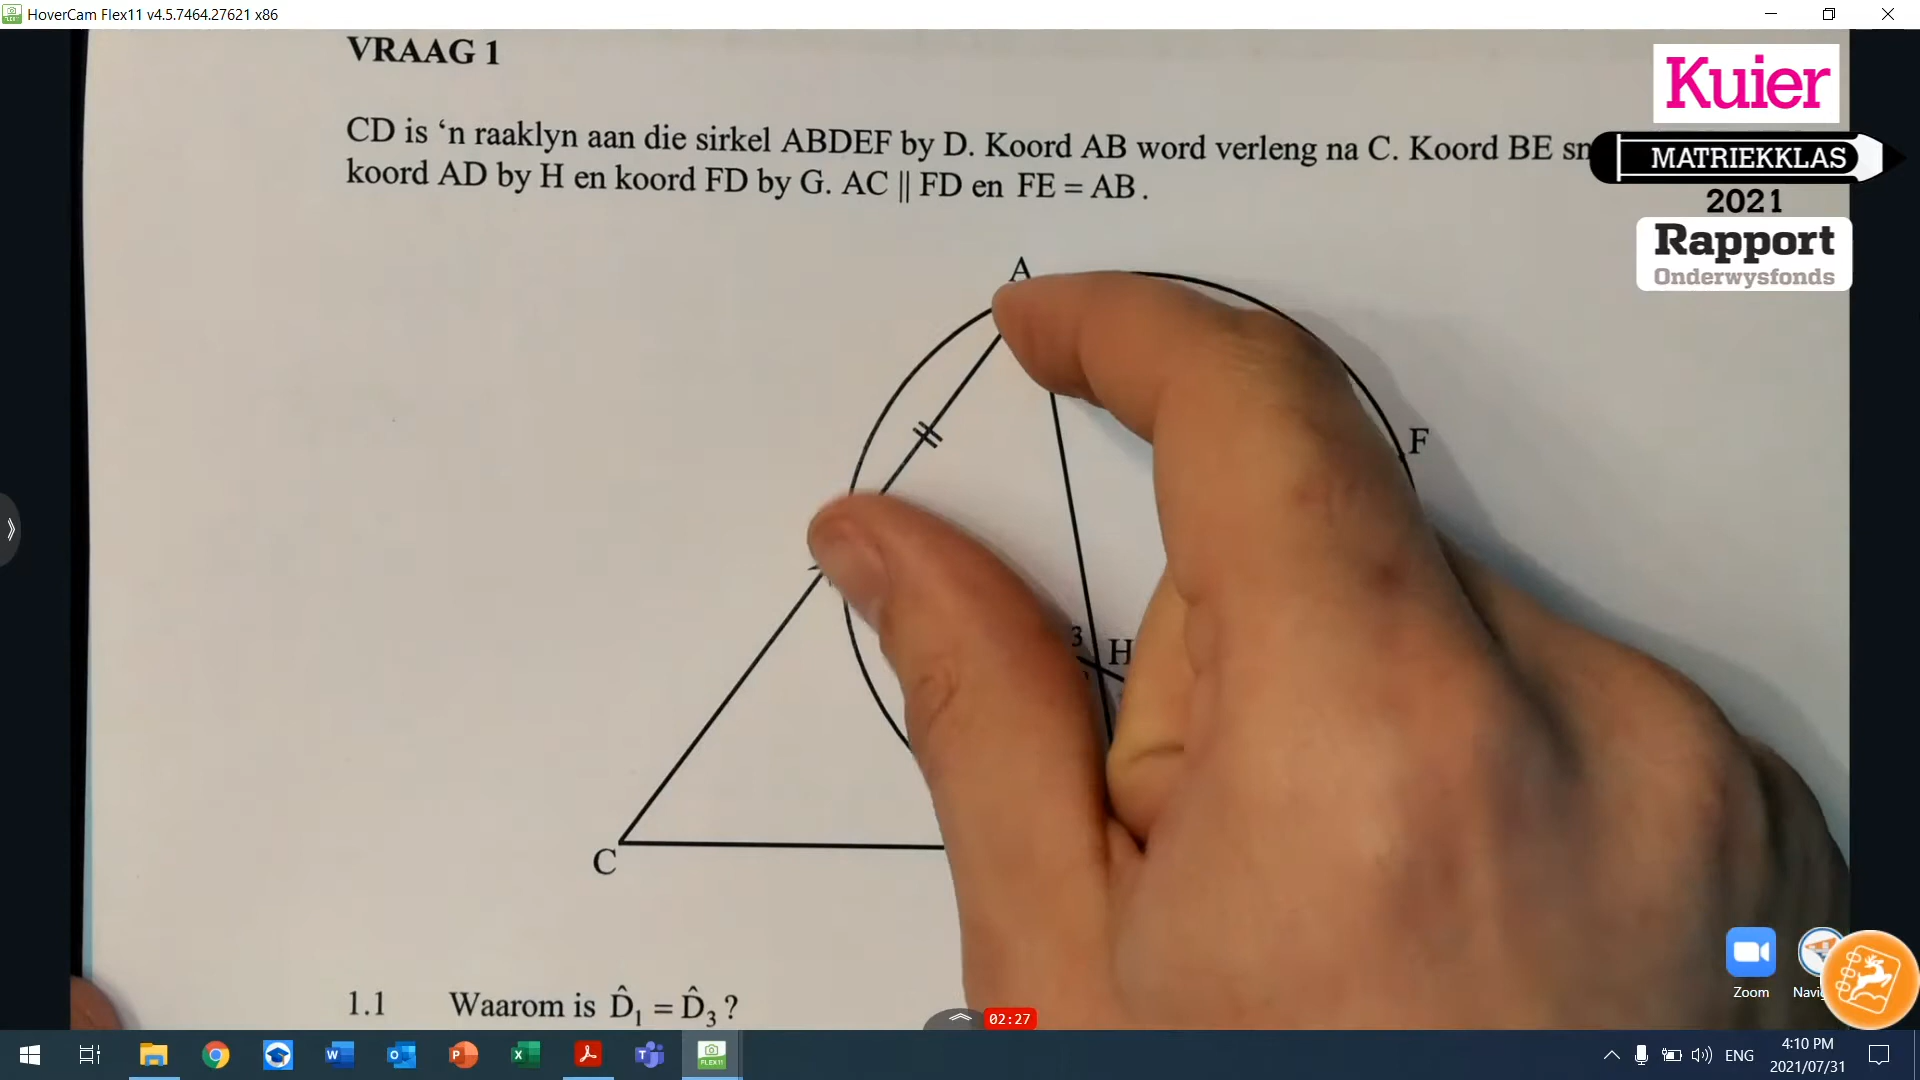 HoverCam Flex11 v4.5.7464.27621 x86
VRAAG 1
Kuier
CD is ‘n raaklyn aan die sirkel ABDEF by D. Koord AB word verleng na C. Koord BE
MATRIEKKLAS
koord AD by H en koord FD by G. AC || FD en FE = AB.
2021
Rapport
Onderwysfonds
A
F
3
H
C
1.1 Waarom is D̂₁ = D̂₃ ?
Zoom
02:27
FLEX11
ENG
4:10 PM
2021/07/31